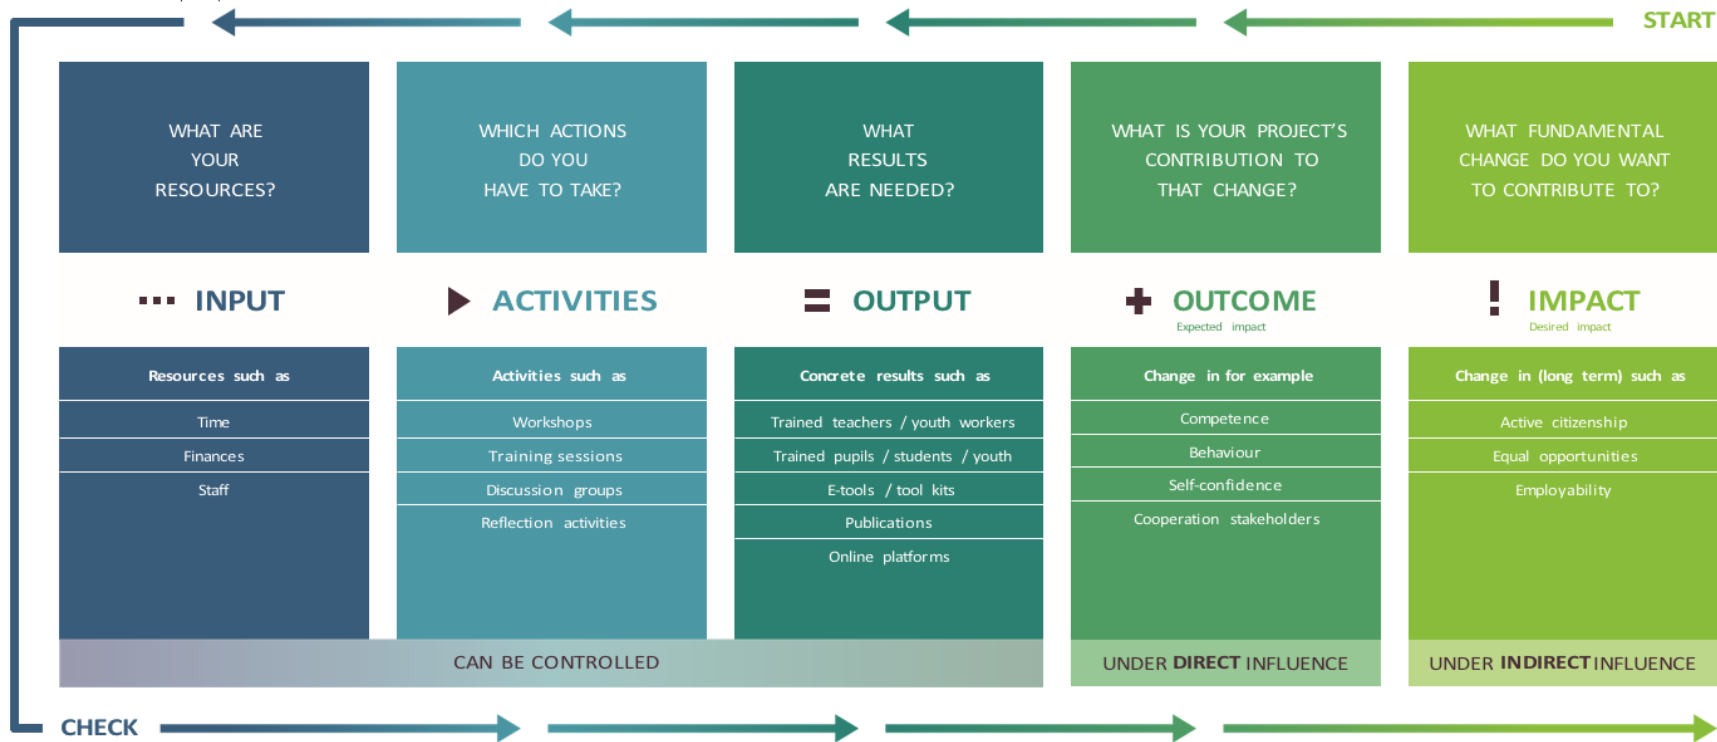 START
WHAT ARE
YOUR
RESOURCES?
WHICH ACTIONS
DO YOU
HAVE TO TAKE?
WHAT
RESULTS
ARE NEEDED?
WHAT IS YOUR PROJECT'S
CONTRIBUTION TO
THAT CHANGE?
WHAT FUNDAMENTAL
CHANGE DO YOU WANT
TO CONTRIBUTE TO?
INPUT
ACTIVITIES
= OUTPUT
+ OUTCOME
Expected impact
! IMPACT
Desired impact
Resources such as
Time
Finances
Staff
Activities such as
Workshops
Training sessions
Discussion groups
Reflection activities
Concrete results such as
Trained teachers / youth workers
Trained pupils / students / youth
E-tools / tool kits
Publications
Online platforms
Change in for example
Competence
Behaviour
Self-confidence
Cooperation stakeholders
Change in (long term) such as
Active citizenship
Equal opportunities
Employability
CAN BE CONTROLLED
UNDER DIRECT INFLUENCE
UNDER INDIRECT INFLUENCE
CHECK